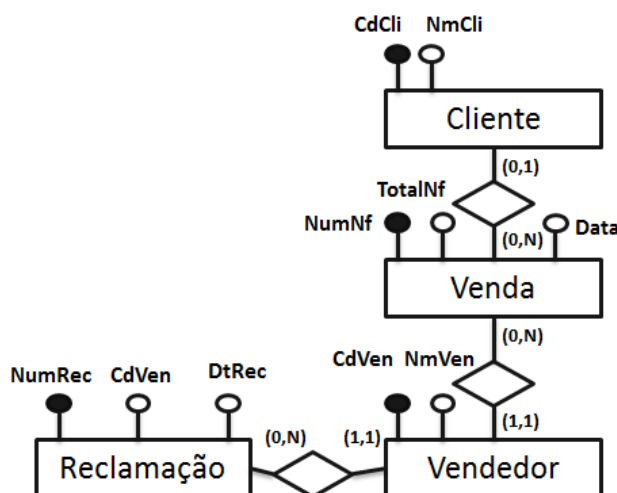 CdCli NmCli
Cliente
(0,1)
TotalNf
NumNf
Data
(0,N)
Venda
(0,N)
CdVen NmVen
NumRec CdVen DtRec
(0,N) (1,1)
(1,1)
Reclamação
Vendedor